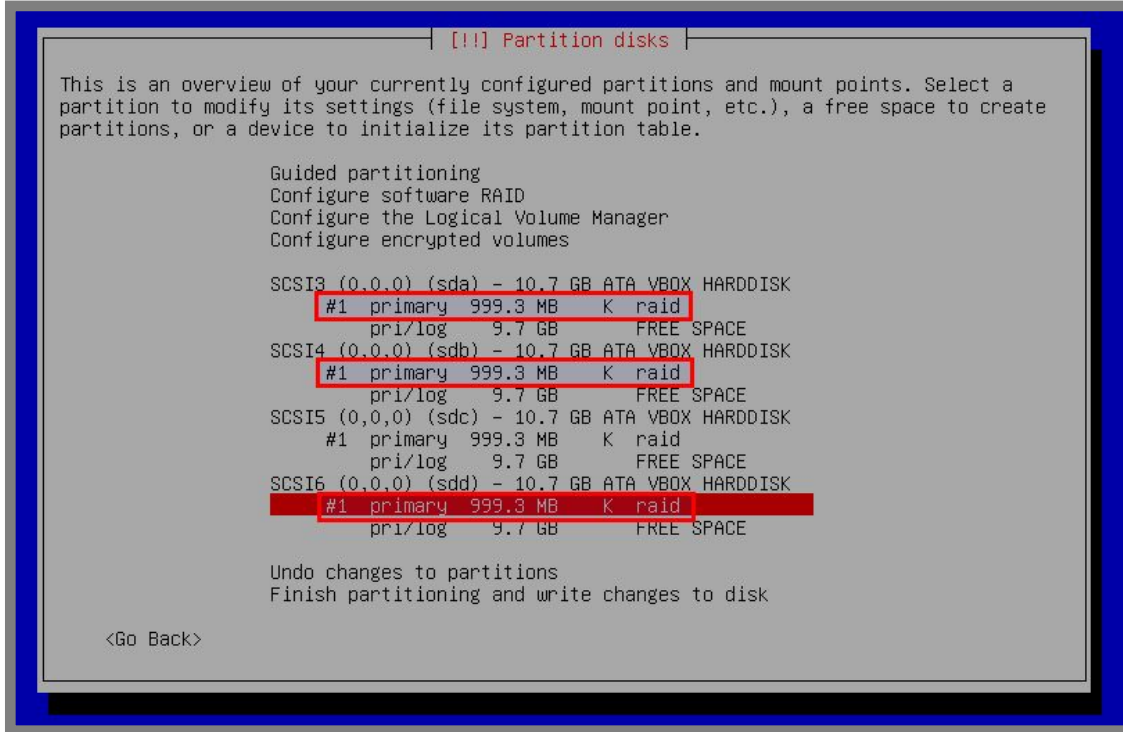 [!!] Partition disks
This is an overview of your currently configured partitions and mount points. Select a
partition to modify its settings (file system, mount point, etc.), a free space to create
partitions, or a device to initialize its partition table.
Guided partitioning
Configure software RAID
Configure the Logical Volume Manager
Configure encrypted volumes
SCSI3 (0,0,0) (sda) - 10.7 GB ATA VBOX HARDDISK
#1 primary 999.3 MB K raid
pri/log 9.7 GB FREE SPACE
SCSI4 (0,0,0) (sdb) - 10.7 GB ATA VBOX HARDDISK
#1 primary 999.3 MB K raid
pri/log 9.7 GB FREE SPACE
SCSI5 (0,0,0) (sdc) - 10.7 GB ATA VBOX HARDDISK
#1 primary 999.3 MB K raid
pri/log 9.7 GB FREE SPACE
SCSI6 (0,0,0) (sdd) - 10.7 GB ATA VBOX HARDDISK
#1 primary 999.3 MB K raid
pri/log 9.7 GB FREE SPACE
Undo changes to partitions
Finish partitioning and write changes to disk
<Go Back>